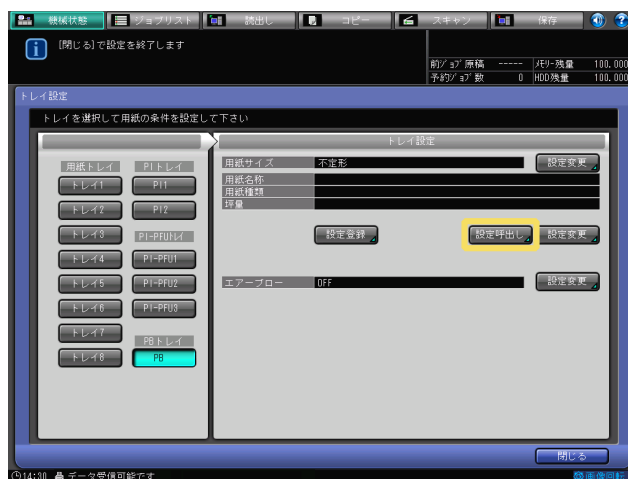 機械状態 ジョブリスト 読出し コピー スキャン 保存
[閉じる]で設定を終了します
前ジョブ原稿 ----- メモリー残量 100.000
予約ジョブ数 0 HDD残量 100.000
トレイ設定
トレイを選択して用紙の条件を設定して下さい
トレイ設定
用紙トレイ PIトレイ
トレイ1 PI1
トレイ2 PI2
トレイ3 PI-PFUトレイ
トレイ4 PI-PFU1
トレイ5 PI-PFU2
トレイ6 PI-PFU3
トレイ7 PBトレイ
トレイ8 PB
用紙サイズ 不定形 設定変更
用紙名称
用紙種類
坪量
設定登録 設定呼出し 設定変更
エアーブロー OFF 設定変更
閉じる
14:30 データ受信可能です 画像回転